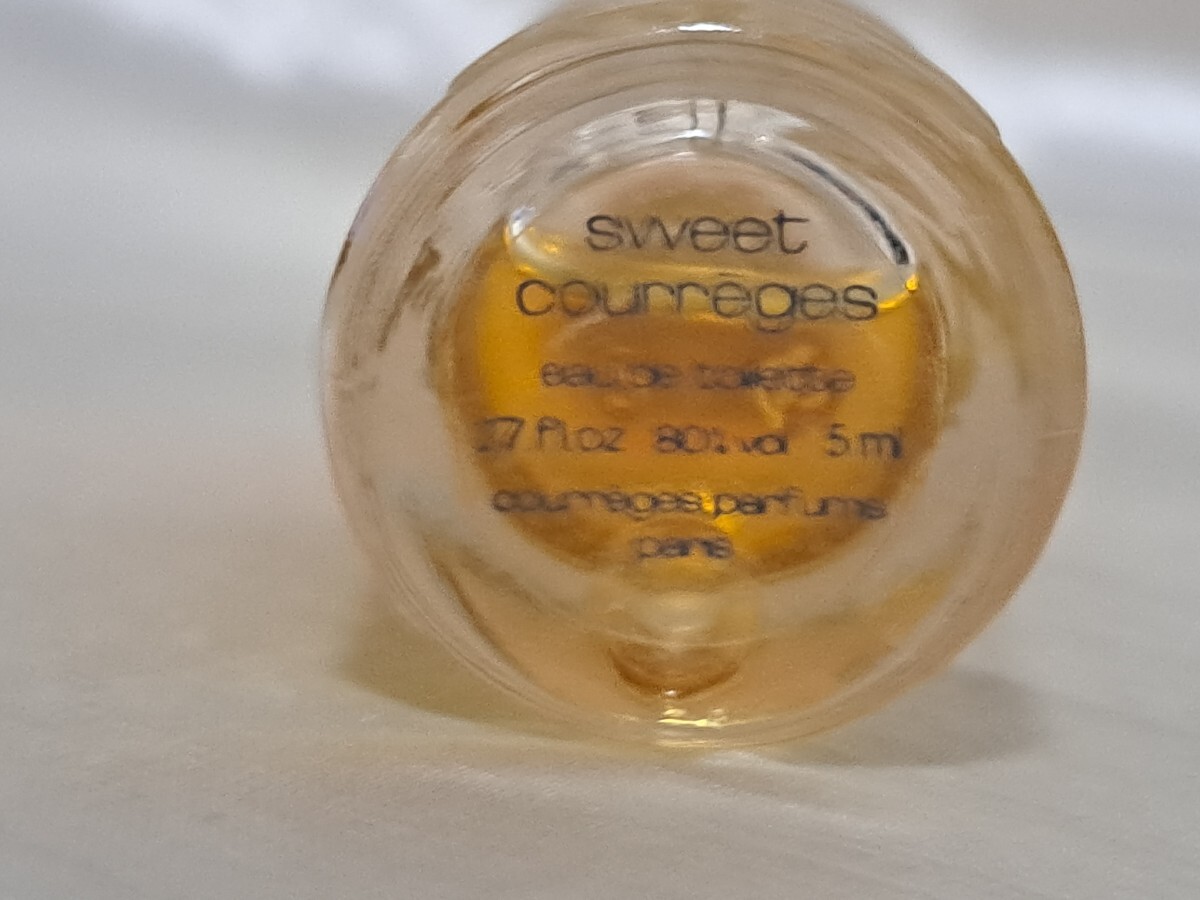 sweet
courrèges
eau de toilette
.17 fl.oz 80% vol 5 ml
courrèges parfums
paris